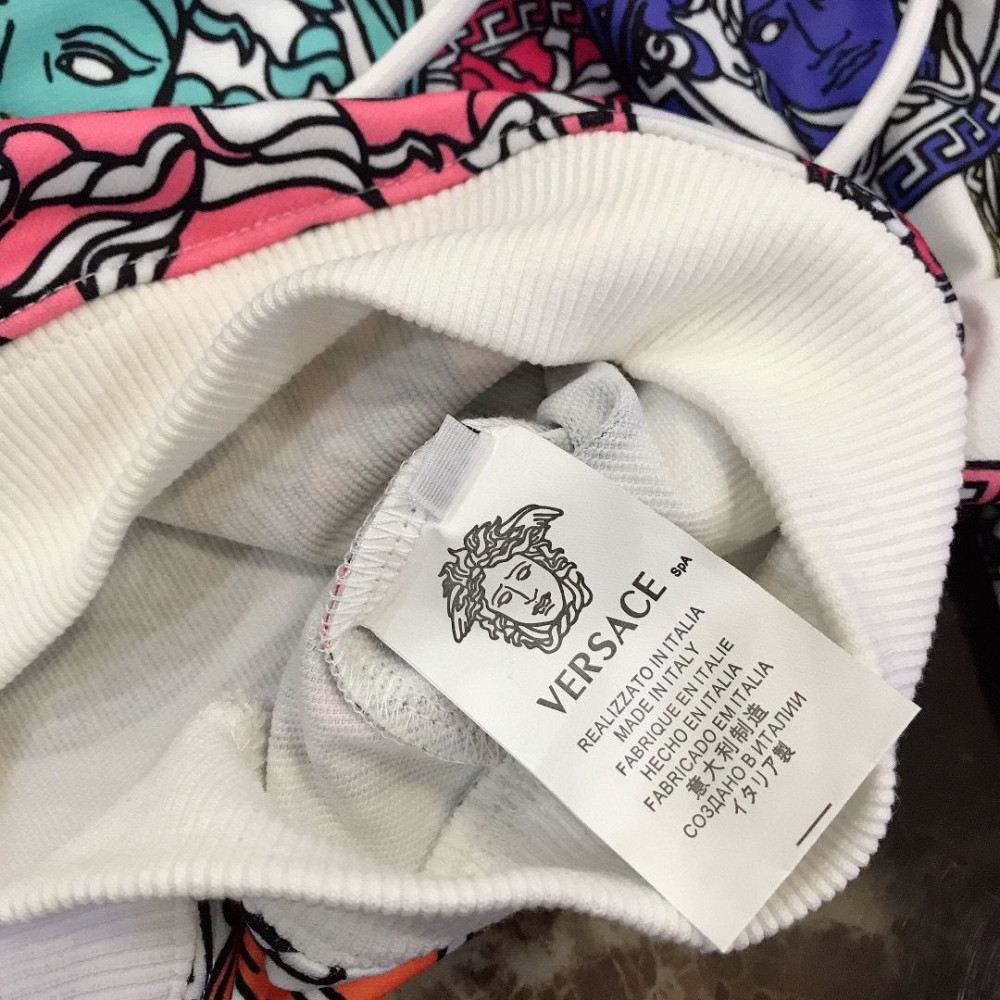 VERSACE SpA
REALIZZATO IN ITALIA
MADE IN ITALY
FABRIQUE EN ITALIE
HECHO EN ITALIA
FABRICADO EM ITALIA
意大利制造
СОЗДАНО В ИТАЛИИ
イタリア製